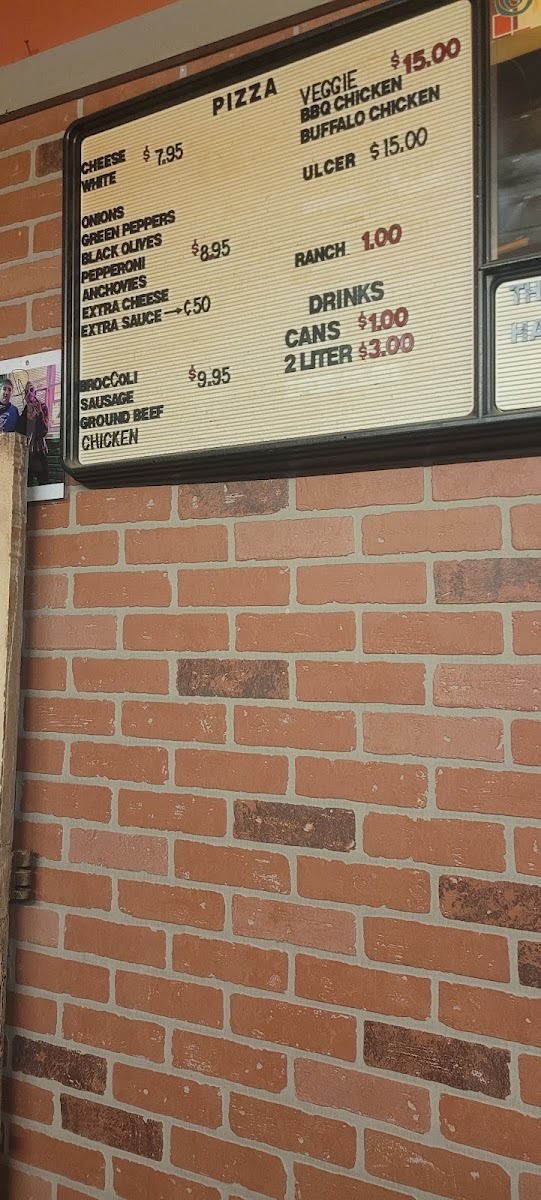 PIZZA
CHEESE $7.95
WHITE
ONIONS
GREEN PEPPERS
BLACK OLIVES $8.95
PEPPERONI
ANCHOVIES
EXTRA CHEESE
EXTRA SAUCE → ¢50
BROCCOLI $9.95
SAUSAGE
GROUND BEEF
CHICKEN
VEGGIE $15.00
BBQ CHICKEN
BUFFALO CHICKEN
ULCER $15.00
RANCH 1.00
DRINKS
CANS $1.00
2 LITER $3.00
TH
HA